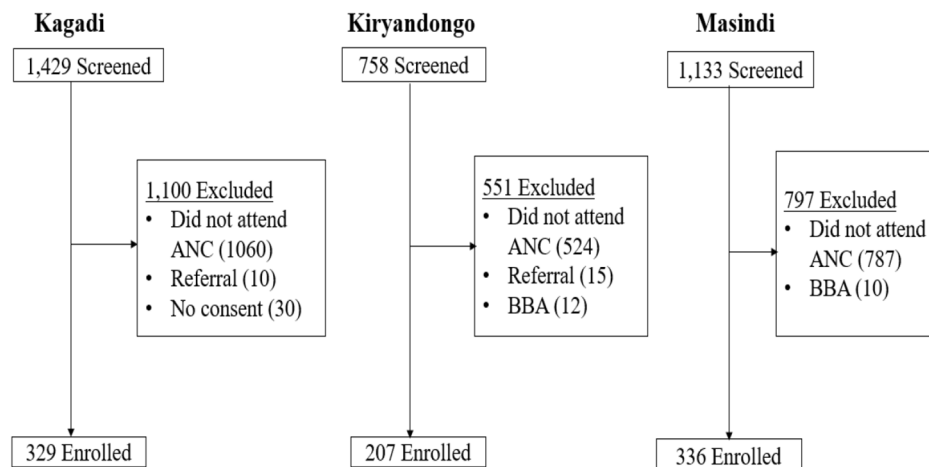 Kagadi
1,429 Screened
1,100 Excluded
• Did not attend
ANC (1060)
• Referral (10)
• No consent (30)
329 Enrolled
Kiryandongo
758 Screened
551 Excluded
• Did not attend
ANC (524)
• Referral (15)
• BBA (12)
207 Enrolled
Masindi
1,133 Screened
797 Excluded
• Did not attend
ANC (787)
• BBA (10)
336 Enrolled